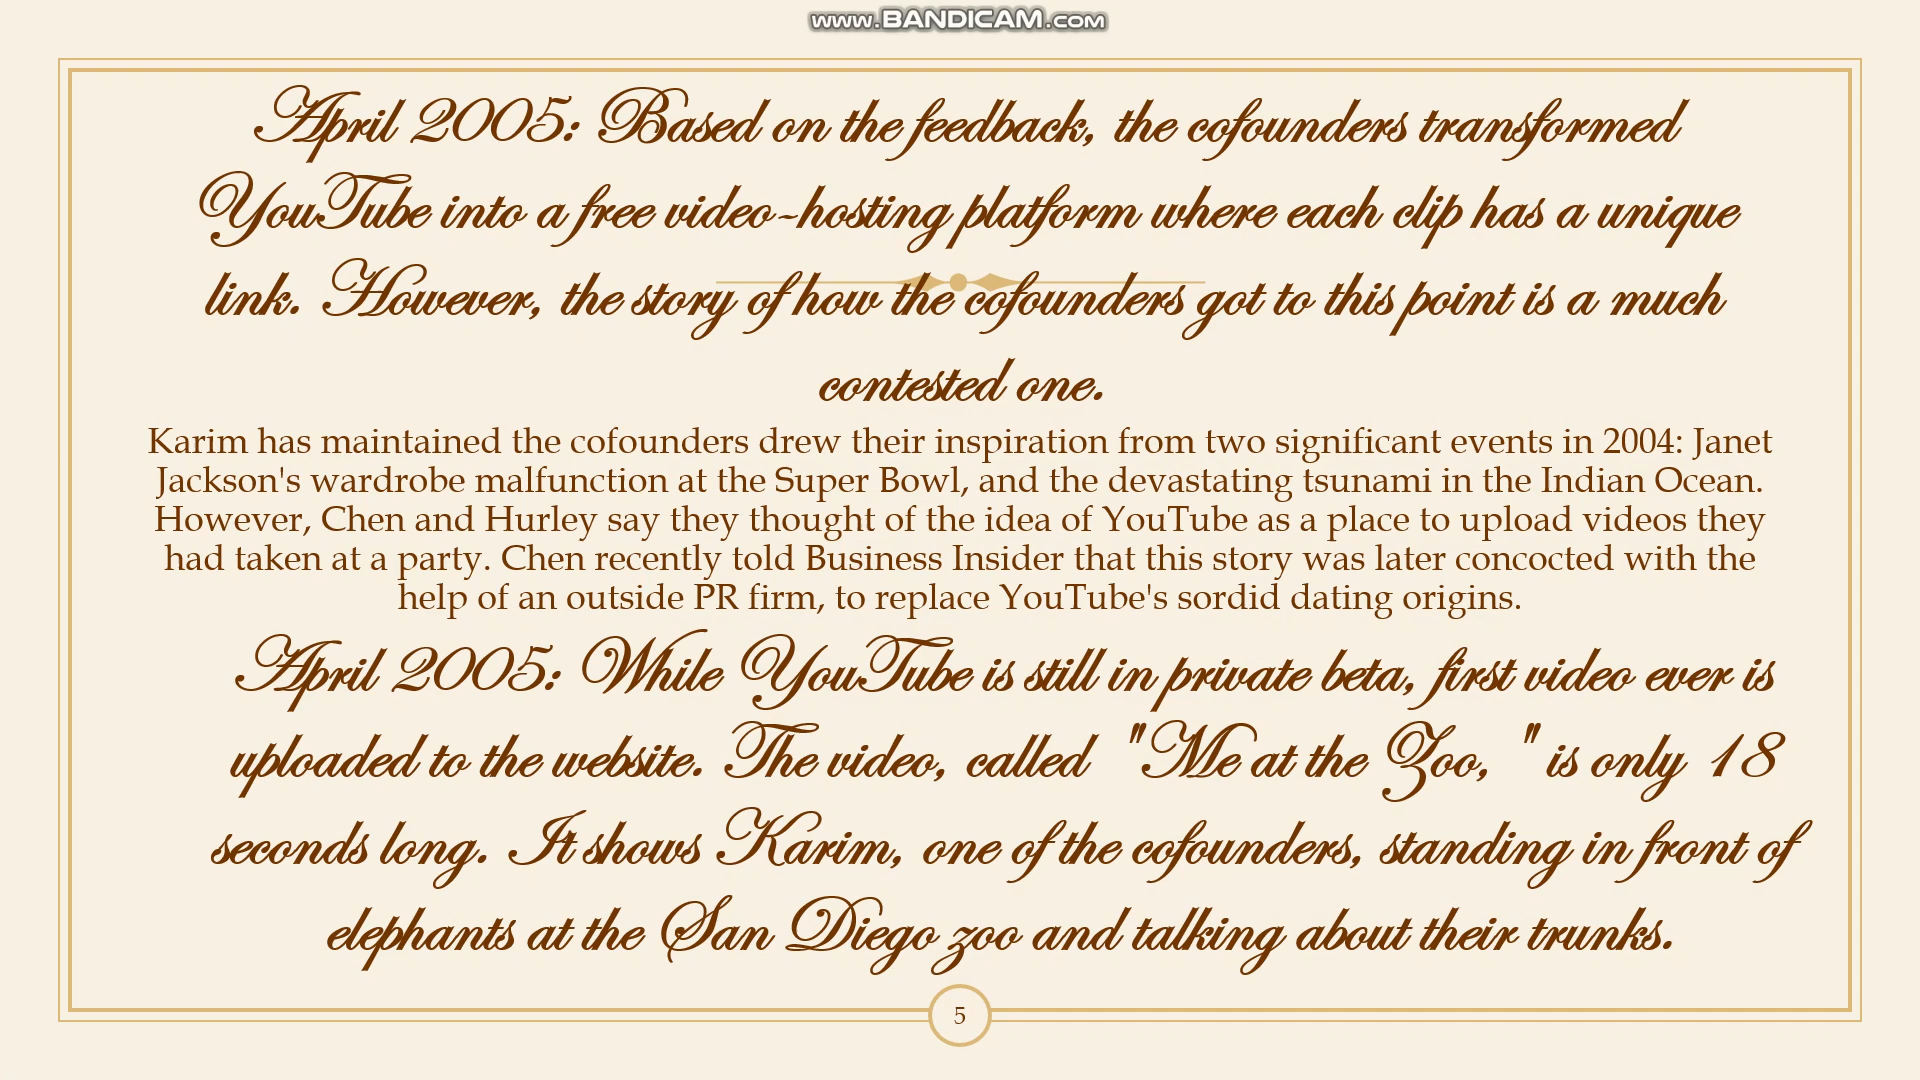 www.BANDICAM.com
April 2005: Based on the feedback, the cofounders transformed
YouTube into a free video-hosting platform where each clip has a unique
link. However, the story of how the cofounders got to this point is a much
contested one.
Karim has maintained the cofounders drew their inspiration from two significant events in 2004: Janet
Jackson's wardrobe malfunction at the Super Bowl, and the devastating tsunami in the Indian Ocean.
However, Chen and Hurley say they thought of the idea of YouTube as a place to upload videos they
had taken at a party. Chen recently told Business Insider that this story was later concocted with the
help of an outside PR firm, to replace YouTube's sordid dating origins.
April 2005: While YouTube is still in private beta, first video ever is
uploaded to the website. The video, called "Me at the Zoo, " is only 18
seconds long. It shows Karim, one of the cofounders, standing in front of
elephants at the San Diego zoo and talking about their trunks.
5